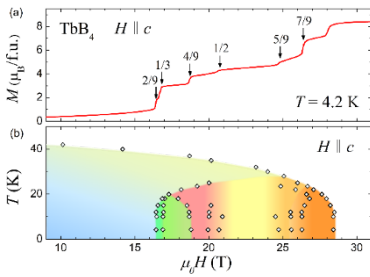 (a) TbB₄ H ∥ c
M (μB/f.u.)
8
6
4
2
0
2/9
1/3
4/9
1/2
5/9
7/9
T = 4.2 K
(b) H ∥ c
T (K)
40
20
0
10 15 20 25 30
μ₀H (T)